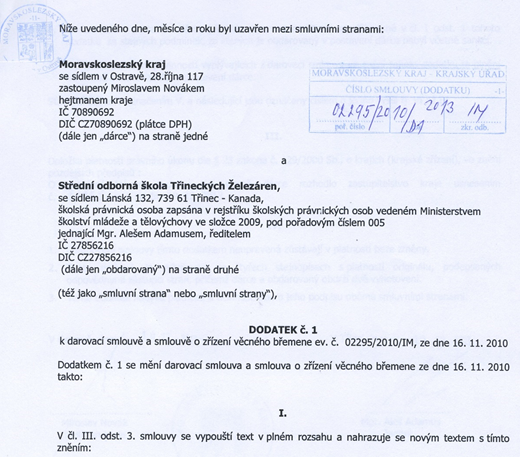 Níže uvedeného dne, měsíce a roku byl uzavřen mezi smluvními stranami:
Moravskoslezský kraj
se sídlem v Ostravě, 28.října 117
zastoupený Miroslavem Novákem
hejtmanem kraje
IČ 70890692
DIČ CZ70890692 (plátce DPH)
(dále jen „dárce") na straně jedné
MORAVSKOSLEZSKÝ KRAJ - KRAJSKÝ ÚŘAD
ČÍSLO SMLOUVY (DODATKU) -1-
02295/2010/ 2013 IM
D1
poř. číslo zkr. odb.
a
Střední odborná škola Třineckých Železáren,
se sídlem Lánská 132, 739 61 Třinec - Kanada,
školská právnická osoba zapsána v rejstříku školských právnických osob vedeném Ministerstvem
školství mládeže a tělovýchovy ve složce 2009, pod pořadovým číslem 005
jednající Mgr. Alešem Adamusem, ředitelem
IČ 27856216
DIČ CZ27856216
(dále jen „obdarovaný") na straně druhé
(též jako „smluvní strana" nebo „smluvní strany"),
DODATEK č. 1
k darovací smlouvě a smlouvě o zřízení věcného břemene ev. č. 02295/2010/IM, ze dne 16. 11. 2010
Dodatkem č. 1 se mění darovací smlouva a smlouva o zřízení věcného břemene ze dne 16. 11. 2010
takto:
I.
V čl. III. odst. 3. smlouvy se vypouští text v plném rozsahu a nahrazuje se novým textem s tímto
zněním: